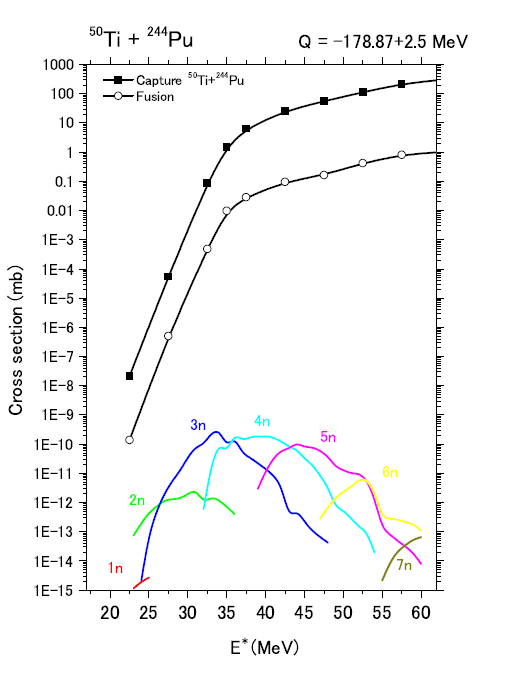 ⁵⁰Ti + ²⁴⁴Pu
Q = −178.87+2.5 MeV
1000
100
10
1
0.1
0.01
1E−3
1E−4
1E−5
1E−6
1E−7
1E−8
1E−9
1E−10
1E−11
1E−12
1E−13
1E−14
1E−15
Cross section (mb)
Capture ⁵⁰Ti+²⁴⁴Pu
Fusion
1n
2n
3n
4n
5n
6n
7n
20 25 30 35 40 45 50 55 60
E* (MeV)